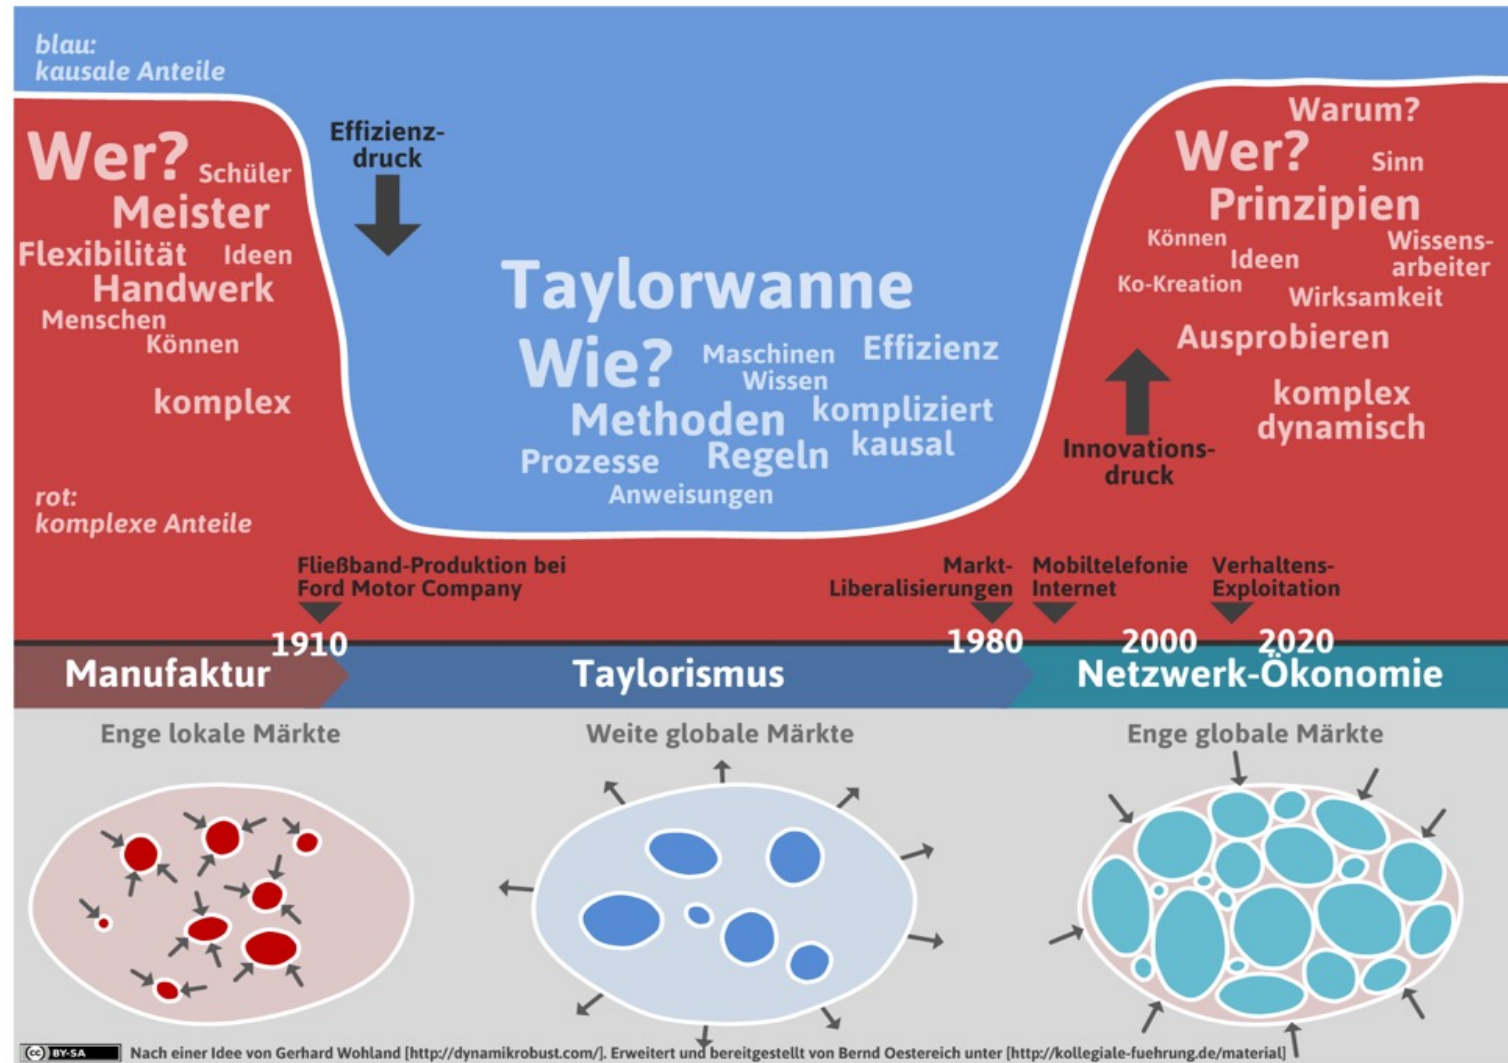 blau:
kausale Anteile
Wer?
Schüler
Meister
Flexibilität
Ideen
Handwerk
Menschen
Können
komplex
rot:
komplexe Anteile
Effizienz-
druck
Taylorwanne
Wie?
Maschinen
Effizienz
Wissen
Methoden
kompliziert
Prozesse
Regeln
kausal
Anweisungen
Warum?
Wer?
Sinn
Prinzipien
Können
Wissens-
arbeiter
Ideen
Ko-Kreation
Wirksamkeit
Ausprobieren
komplex
dynamisch
Innovations-
druck
Fließband-Produktion bei
Ford Motor Company
Markt-
Liberalisierungen
Mobiltelefonie
Internet
Verhaltens-
Exploitation
1910
1980
2000
2020
Manufaktur
Taylorismus
Netzwerk-Ökonomie
Enge lokale Märkte
Weite globale Märkte
Enge globale Märkte
cc BY-SA Nach einer Idee von Gerhard Wohland [http://dynamikrobust.com/]. Erweitert und bereitgestellt von Bernd Oestereich unter [http://kollegiale-fuehrung.de/material]